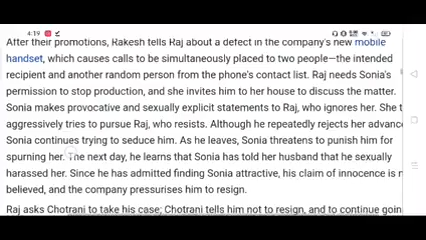 4:19
After their promotions, Rakesh tells Raj about a defect in the company's new mobile
handset, which causes calls to be simultaneously placed to two people—the intended
recipient and another random person from the phone's contact list. Raj needs Sonia's
permission to stop production, and she invites him to her house to discuss the matter.
Sonia makes provocative and sexually explicit statements to Raj, who ignores her. She t
aggressively tries to pursue Raj, who resists. Although he repeatedly rejects her advanc
Sonia continues trying to seduce him. As he leaves, Sonia threatens to punish him for
spurning her. The next day, he learns that Sonia has told her husband that he sexually
harassed her. Since he has admitted finding Sonia attractive, his claim of innocence is n
believed, and the company pressurises him to resign.
Raj asks Chotrani to take his case; Chotrani tells him not to resign, and to continue goin